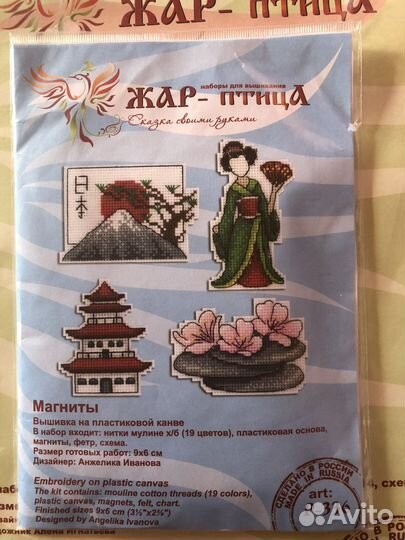 ЖАР- ПТИЦА
наборы для вышивания
ЖАР- ПТИЦА
Сказка своими руками
日本
Магниты
Вышивка на пластиковой канве
В набор входит: нитки мулине х/б (19 цветов), пластиковая основа,
магниты, фетр, схема.
Размер готовых работ: 9х6 см
Дизайнер: Анжелика Иванова
Embroidery on plastic canvas
The kit contains: mouline cotton threads (19 colors),
plastic canvas, magnets, felt, chart.
Finished sizes 9x6 cm (3½"x2⅜")
Designed by Angelika Ivanova
СДЕЛАНО В РОССИИ
MADE IN RUSSIA
art:
Avito